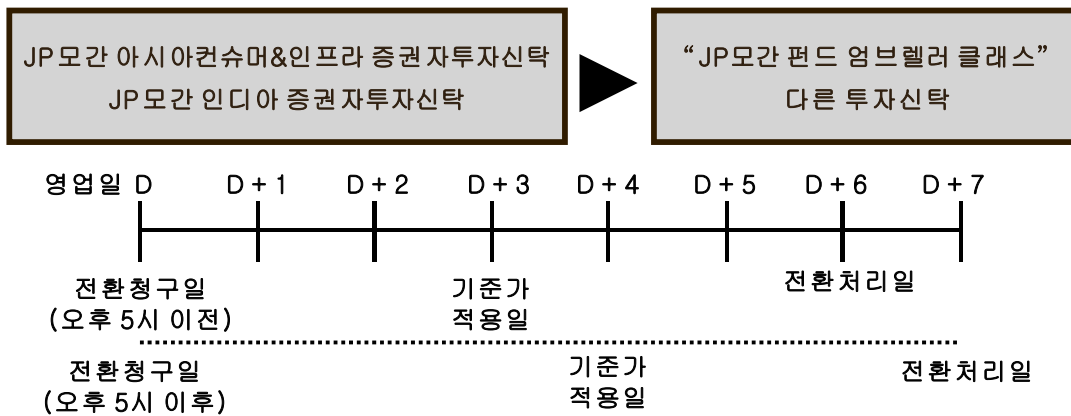 JP모간 아시아컨슈머&인프라 증권자투자신탁
JP모간 인디아 증권자투자신탁
“JP모간 펀드 엄브렐러 클래스”
다른 투자신탁
영업일 D D + 1 D + 2 D + 3 D + 4 D + 5 D + 6 D + 7
전환청구일
(오후 5시 이전)
기준가
적용일
전환처리일
전환청구일
(오후 5시 이후)
기준가
적용일
전환처리일